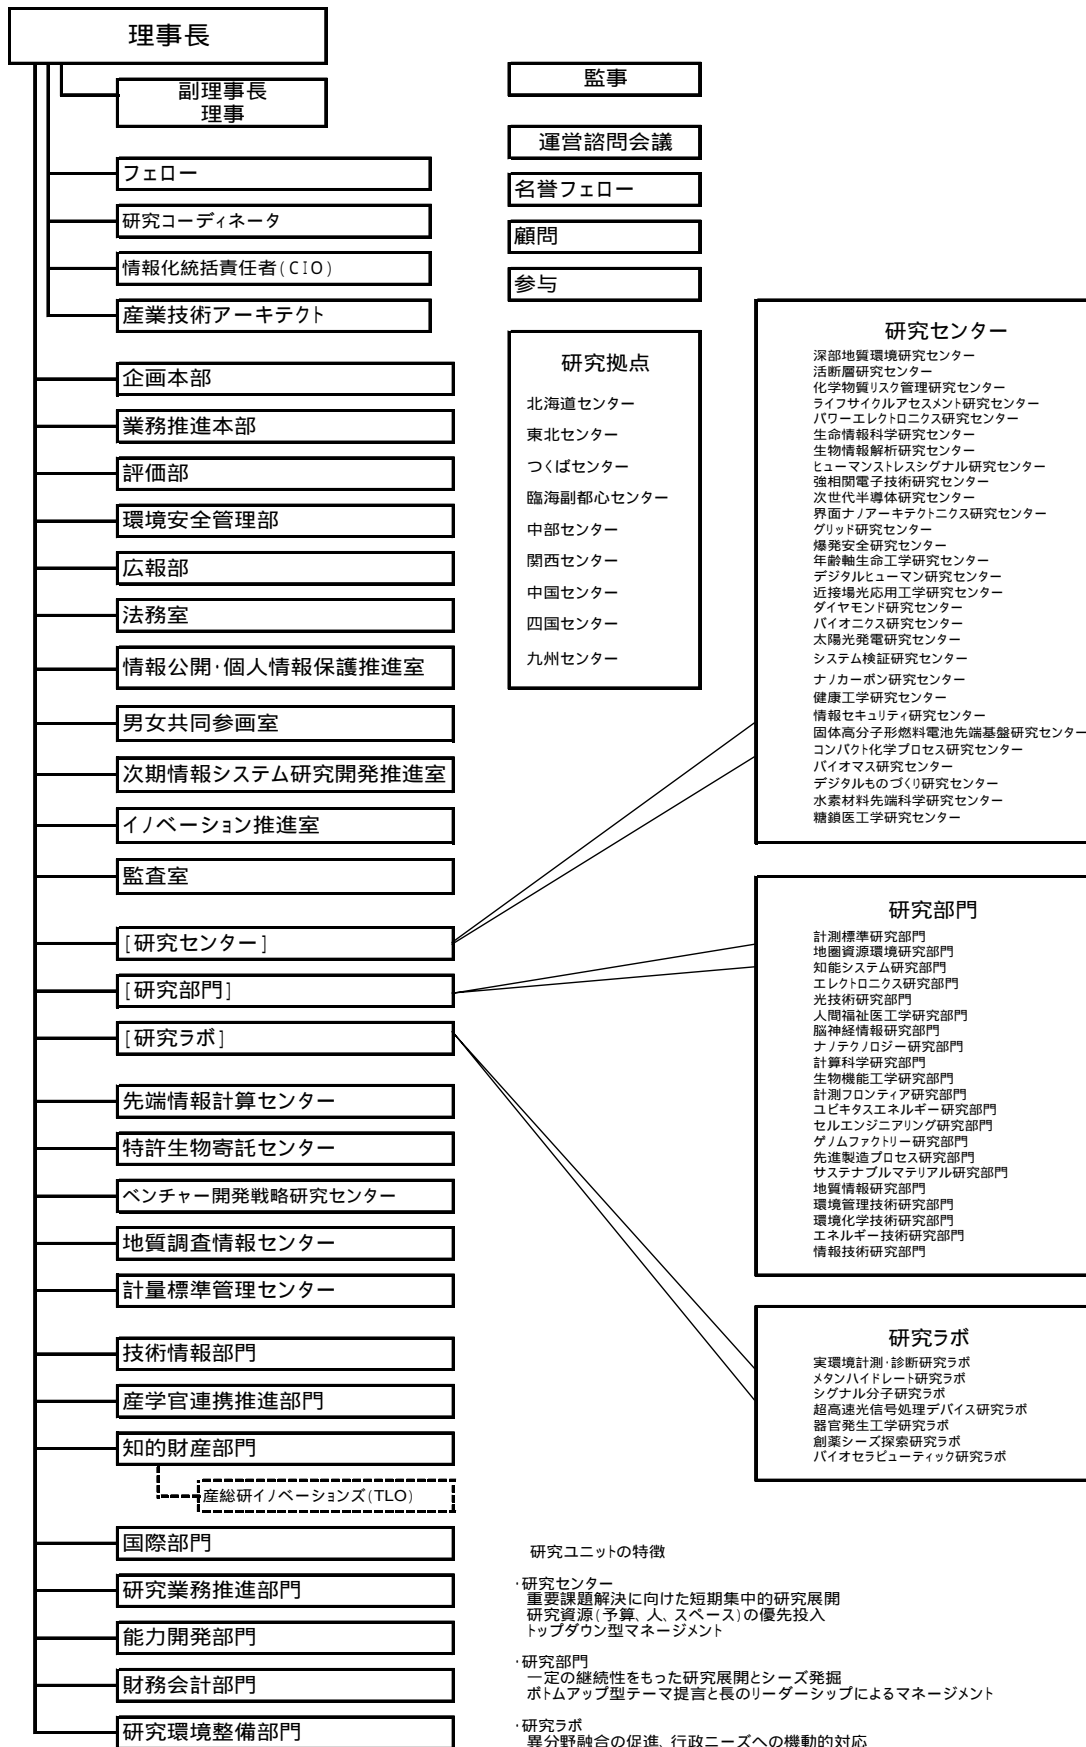 理事長
副理事長
理事
フェロー
研究コーディネータ
情報化統括責任者(CIO)
産業技術アーキテクト
企画本部
業務推進本部
評価部
環境安全管理部
広報部
法務室
情報公開・個人情報保護推進室
男女共同参画室
次期情報システム研究開発推進室
イノベーション推進室
監査室
[研究センター]
[研究部門]
[研究ラボ]
先端情報計算センター
特許生物寄託センター
ベンチャー開発戦略研究センター
地質調査情報センター
計量標準管理センター
技術情報部門
産学官連携推進部門
知的財産部門
産総研イノベーションズ(TLO)
国際部門
研究業務推進部門
能力開発部門
財務会計部門
研究環境整備部門
監事
運営諮問会議
名誉フェロー
顧問
参与
研究拠点
北海道センター
東北センター
つくばセンター
臨海副都心センター
中部センター
関西センター
中国センター
四国センター
九州センター
研究センター
深部地質環境研究センター
活断層研究センター
化学物質リスク管理研究センター
ライフサイクルアセスメント研究センター
パワーエレクトロニクス研究センター
生命情報科学研究センター
生物情報解析研究センター
ヒューマンストレスシグナル研究センター
強相関電子技術研究センター
次世代半導体研究センター
界面ナノアーキテクトニクス研究センター
グリッド研究センター
爆発安全研究センター
年齢軸生命工学研究センター
デジタルヒューマン研究センター
近接場光応用工学研究センター
ダイヤモンド研究センター
バイオニクス研究センター
太陽光発電研究センター
システム検証研究センター
ナノカーボン研究センター
健康工学研究センター
情報セキュリティ研究センター
固体高分子形燃料電池先端基盤研究センター
コンパクト化学プロセス研究センター
バイオマス研究センター
デジタルものづくり研究センター
水素材料先端科学研究センター
糖鎖医工学研究センター
研究部門
計測標準研究部門
地圏資源環境研究部門
知能システム研究部門
エレクトロニクス研究部門
光技術研究部門
人間福祉医工学研究部門
脳神経情報研究部門
ナノテクノロジー研究部門
計算科学研究部門
生物機能工学研究部門
計測フロンティア研究部門
ユビキタスエネルギー研究部門
セルエンジニアリング研究部門
ゲノムファクトリー研究部門
先進製造プロセス研究部門
サステナブルマテリアル研究部門
地質情報研究部門
環境管理技術研究部門
環境化学技術研究部門
エネルギー技術研究部門
情報技術研究部門
研究ラボ
実環境計測・診断研究ラボ
メタンハイドレート研究ラボ
シグナル分子研究ラボ
超高速光信号処理デバイス研究ラボ
器官発生工学研究ラボ
創薬シーズ探索研究ラボ
バイオセラピューティック研究ラボ
研究ユニットの特徴
・研究センター
重要課題解決に向けた短期集中的研究展開
研究資源(予算、人、スペース)の優先投入
トップダウン型マネージメント
・研究部門
一定の継続性をもった研究展開とシーズ発掘
ボトムアップ型テーマ提言と長のリーダーシップによるマネージメント
・研究ラボ
異分野融合の促進、行政ニーズへの機動的対応